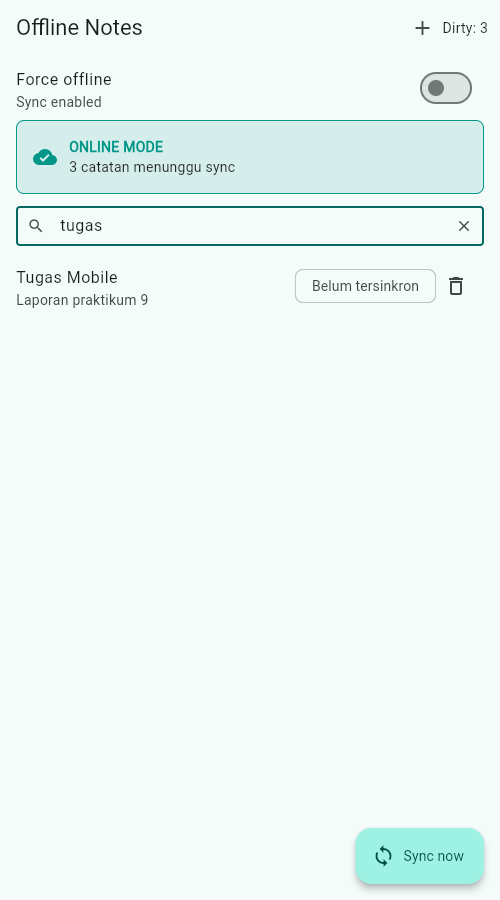 Offline Notes
Dirty: 3
Force offline
Sync enabled
ONLINE MODE
3 catatan menunggu sync
tugas
Tugas Mobile
Laporan praktikum 9
Belum tersinkron
Sync now